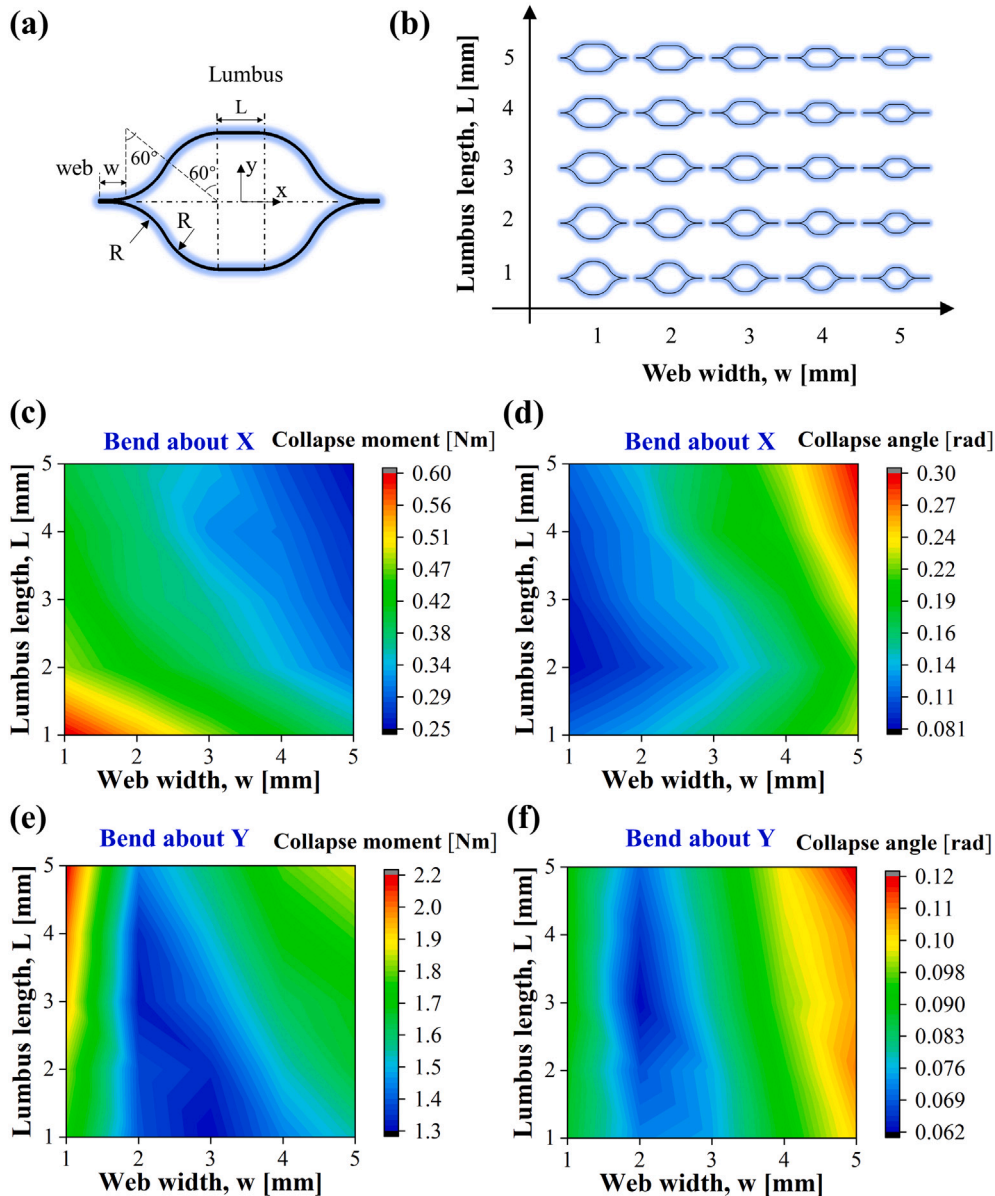 (a)
Lumbus
L
web
w
60°
60°
y
x
R
R
(b)
Lumbus length, L [mm]
5
4
3
2
1
1 2 3 4 5
Web width, w [mm]
(c)
Bend about X Collapse moment [Nm]
Lumbus length, L [mm]
5
4
3
2
1
1 2 3 4 5
Web width, w [mm]
0.60
0.56
0.51
0.47
0.42
0.38
0.34
0.29
0.25
(d)
Bend about X Collapse angle [rad]
Lumbus length, L [mm]
5
4
3
2
1
1 2 3 4 5
Web width, w [mm]
0.30
0.27
0.24
0.22
0.19
0.16
0.14
0.11
0.081
(e)
Bend about Y Collapse moment [Nm]
Lumbus length, L [mm]
5
4
3
2
1
1 2 3 4 5
Web width, w [mm]
2.2
2.0
1.9
1.8
1.7
1.6
1.5
1.4
1.3
(f)
Bend about Y Collapse angle [rad]
Lumbus length, L [mm]
5
4
3
2
1
1 2 3 4 5
Web width, w [mm]
0.12
0.11
0.10
0.098
0.090
0.083
0.076
0.069
0.062